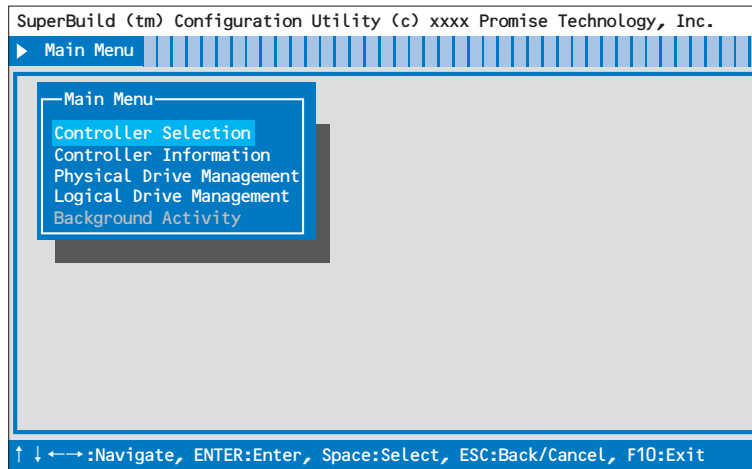 SuperBuild (tm) Configuration Utility (c) xxxx Promise Technology, Inc.
▶ Main Menu
Main Menu
Controller Selection
Controller Information
Physical Drive Management
Logical Drive Management
Background Activity
↑↓←→:Navigate, ENTER:Enter, Space:Select, ESC:Back/Cancel, F10:Exit